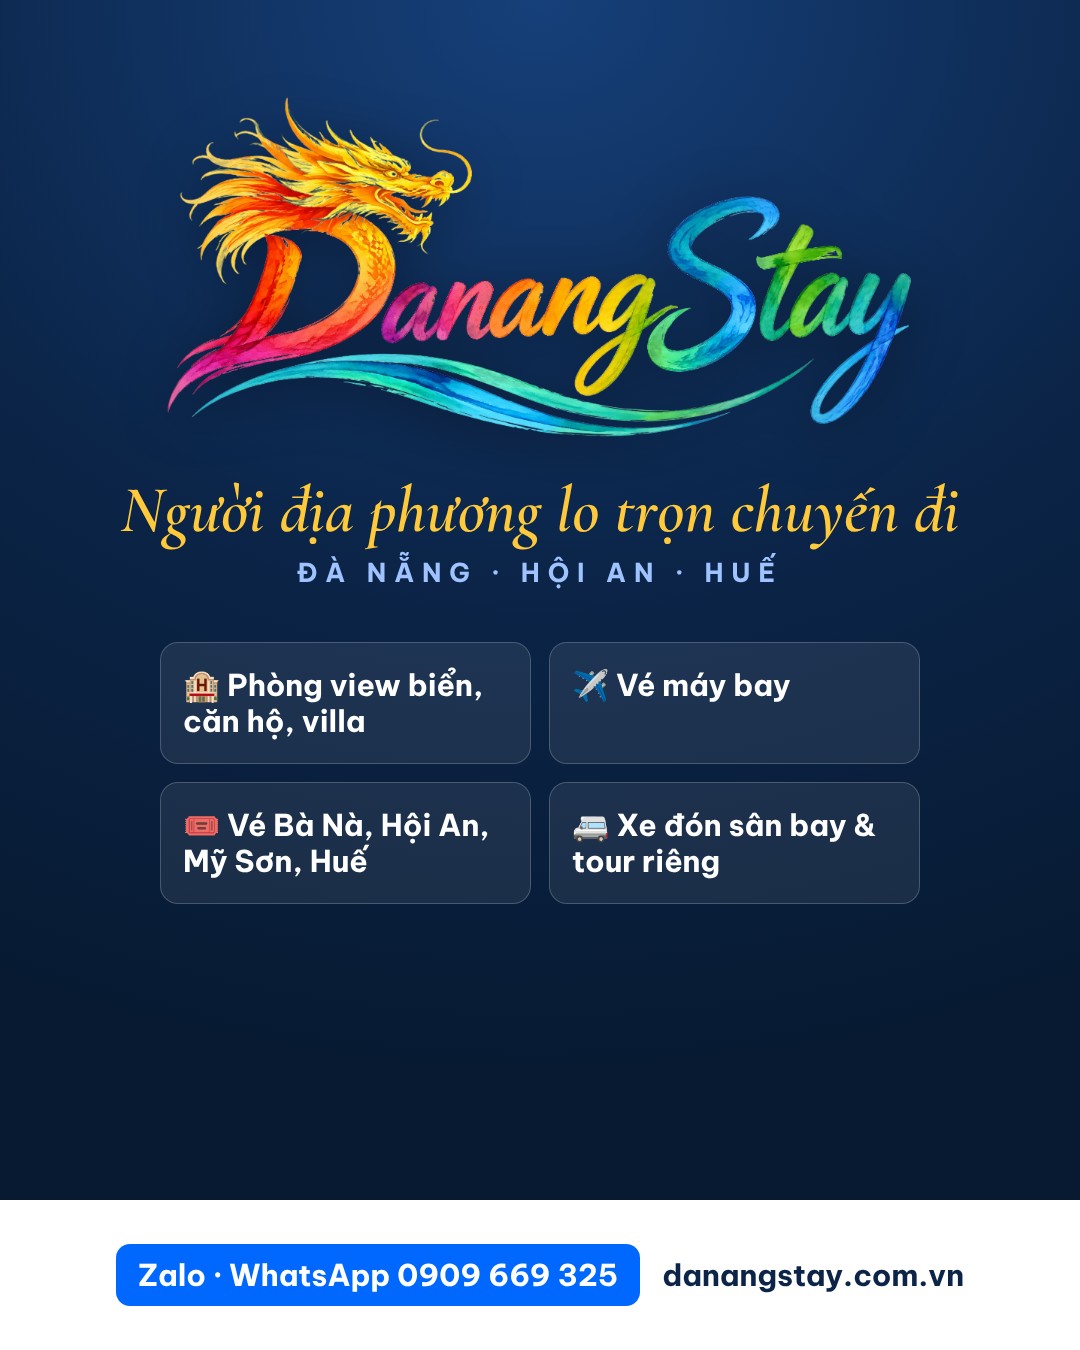 DanangStay
Người địa phương lo trọn chuyến đi
ĐÀ NẴNG · HỘI AN · HUẾ
H Phòng view biển,
căn hộ, villa
Vé máy bay
Vé Bà Nà, Hội An,
Mỹ Sơn, Huế
Xe đón sân bay &
tour riêng
Zalo · WhatsApp 0909 669 325
danangstay.com.vn